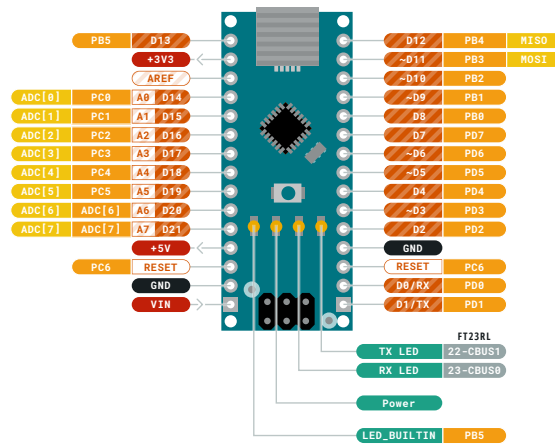 PB5 D13 D12 PB4 MISO
+3V3 ~D11 PB3 MOSI
AREF ~D10 PB2
ADC[0] PC0 A0 D14 ~D9 PB1
ADC[1] PC1 A1 D15 D8 PB0
ADC[2] PC2 A2 D16 D7 PD7
ADC[3] PC3 A3 D17 ~D6 PD6
ADC[4] PC4 A4 D18 ~D5 PD5
ADC[5] PC5 A5 D19 D4 PD4
ADC[6] ADC[6] A6 D20 ~D3 PD3
ADC[7] ADC[7] A7 D21 D2 PD2
+5V GND
PC6 RESET RESET PC6
GND D0/RX PD0
VIN D1/TX PD1
FT23RL
TX LED 22-CBUS1
RX LED 23-CBUS0
Power
LED_BUILTIN PB5